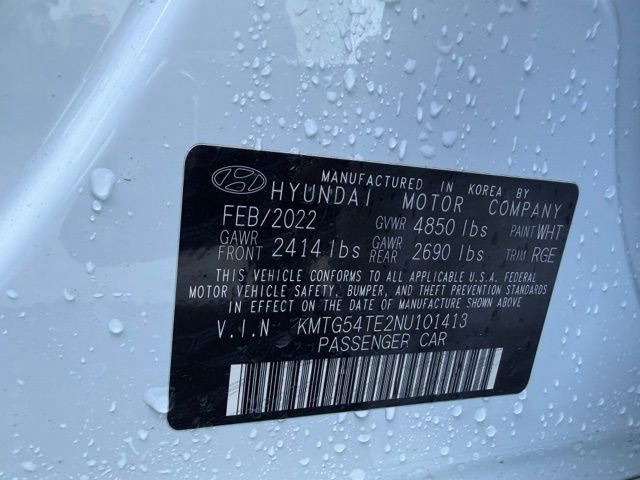 MANUFACTURED IN KOREA BY
HYUNDAI MOTOR COMPANY
FEB/2022 GVWR 4850 lbs PAINT WHT
GAWR FRONT 2414 lbs GAWR REAR 2690 lbs TRIM RGE
THIS VEHICLE CONFORMS TO ALL APPLICABLE U.S.A. FEDERAL
MOTOR VEHICLE SAFETY, BUMPER, AND THEFT PREVENTION STANDARDS
IN EFFECT ON THE DATE OF MANUFACTURE SHOWN ABOVE.
V.I.N KMTG54TE2NU101413
PASSENGER CAR